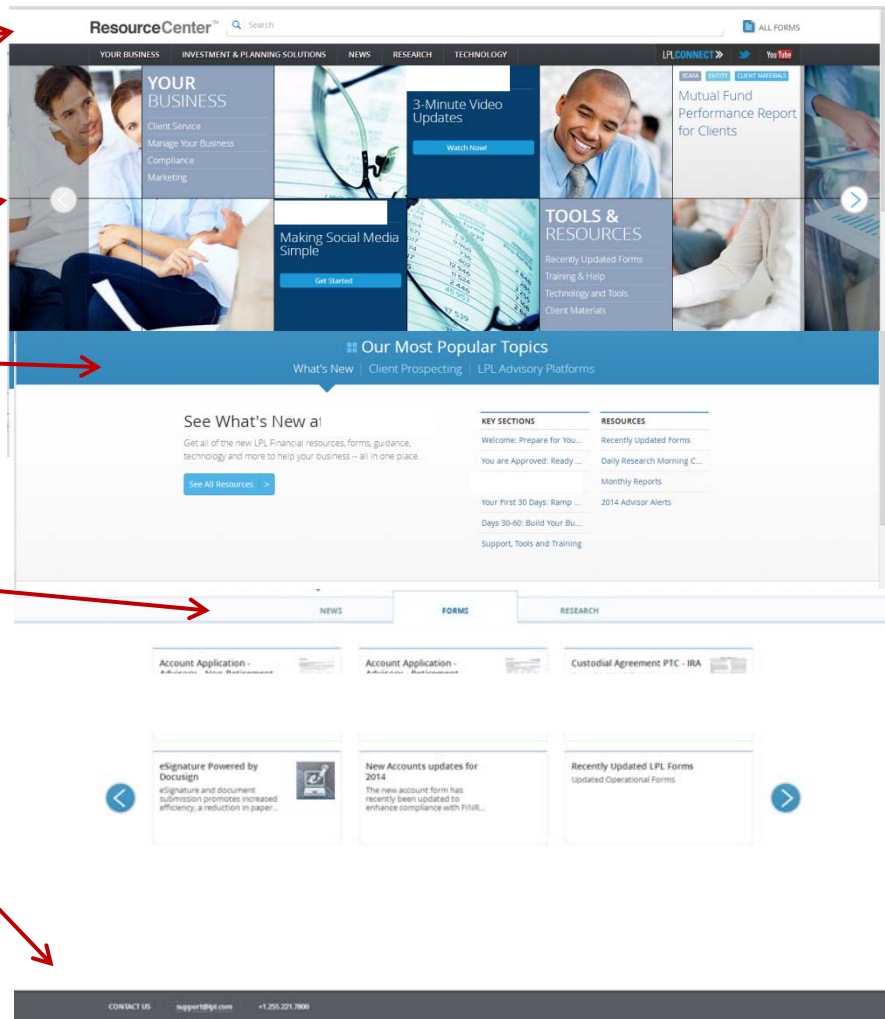 ResourceCenter™
Search
ALL FORMS
YOUR BUSINESS INVESTMENT & PLANNING SOLUTIONS NEWS RESEARCH TECHNOLOGY
LPLCONNECT
You Tube
YOUR
BUSINESS
Client Service
Manage Your Business
Compliance
Marketing
3-Minute Video
Updates
Watch Now!
ENTITY CLIENT MATERIALS
Mutual Fund
Performance Report
for Clients
Making Social Media
Simple
Get Started
TOOLS &
RESOURCES
Recently Updated Forms
Training & Help
Technology and Tools
Client Materials
Our Most Popular Topics
What's New | Client Prospecting | LPL Advisory Platforms
See What's New at
Get all of the new LPL Financial resources, forms, guidance,
technology and more to help your business -- all in one place.
See All Resources >
KEY SECTIONS
Welcome: Prepare for You...
You are Approved: Ready ...
Your First 30 Days: Ramp ...
Days 30-60: Build Your Bu...
Support, Tools and Training
RESOURCES
Recently Updated Forms
Daily Research Morning C...
Monthly Reports
2014 Advisor Alerts
NEWS FORMS RESEARCH
Account Application -
Advisory - Non-Retirement
Account Application -
Advisory - Retirement
Custodial Agreement PTC - IRA
eSignature Powered by
Docusign
eSignature and document
submission promotes increased
efficiency, a reduction in paper...
New Accounts updates for
2014
The new account form has
recently been updated to
enhance compliance with FINR...
Recently Updated LPL Forms
Updated Operational Forms
CONTACT US support@lpl.com +1.255.221.7800